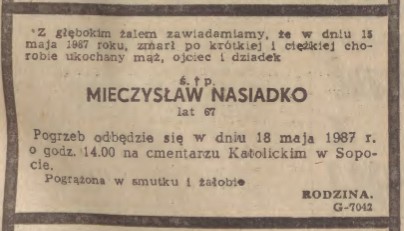 Z głębokim żalem zawiadamiamy, że w dniu 15
maja 1987 roku, zmarł po krótkiej i ciężkiej cho-
robie ukochany mąż, ojciec i dziadek
ś. † p.
MIECZYSŁAW NASIADKO
lat 67
Pogrzeb odbędzie się w dniu 18 maja 1987 r.
o godz. 14.00 na cmentarzu Katolickim w Sopo-
cie.
Pogrążona w smutku i żałobie
RODZINA.
G-7042